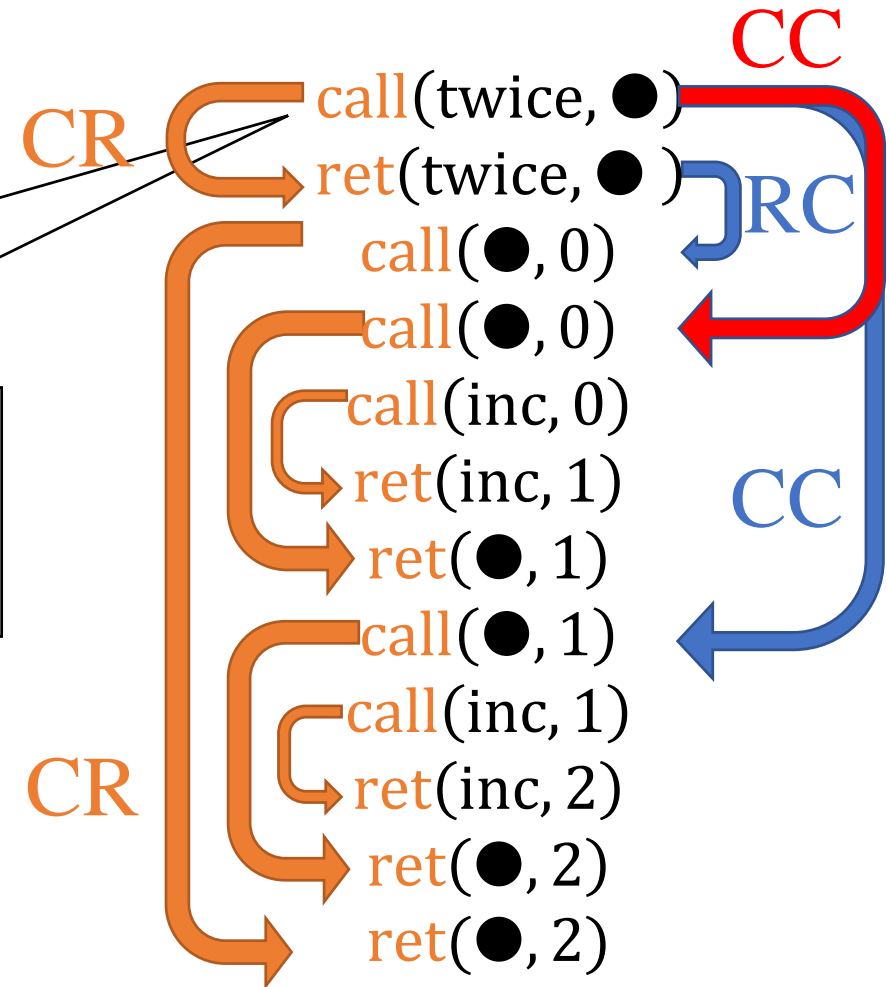 CC
call(twice, ●)
CR
ret(twice, ●)
RC
call(●, 0)
call(●, 0)
call(inc, 0)
ret(inc, 1)
CC
ret(●, 1)
call(●, 1)
call(inc, 1)
CR
ret(inc, 2)
ret(●, 2)
ret(●, 2)